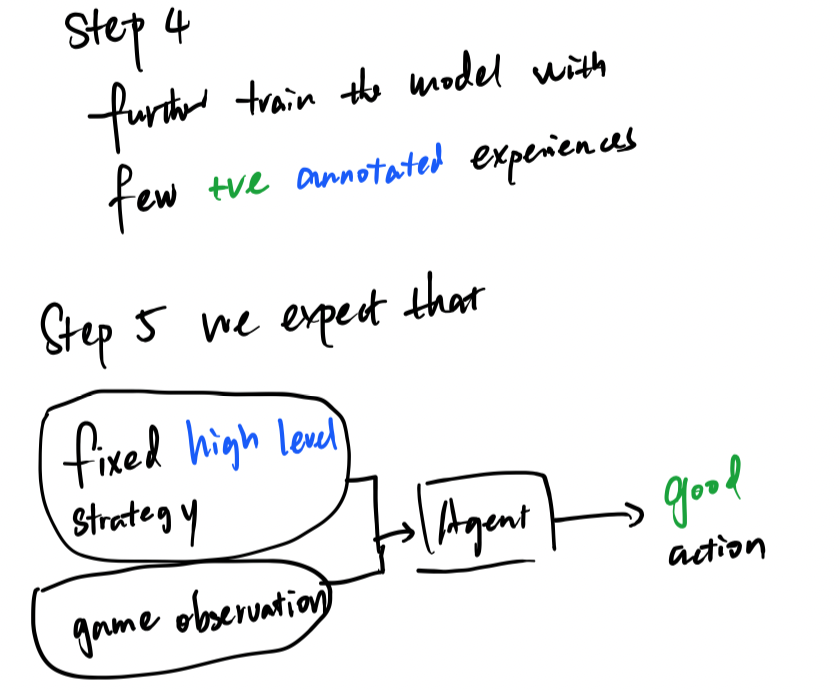 Step 4
further train the model with
few +ve annotated experiences
Step 5 we expect that
fixed high level
strategy
game observation
Agent
good
action